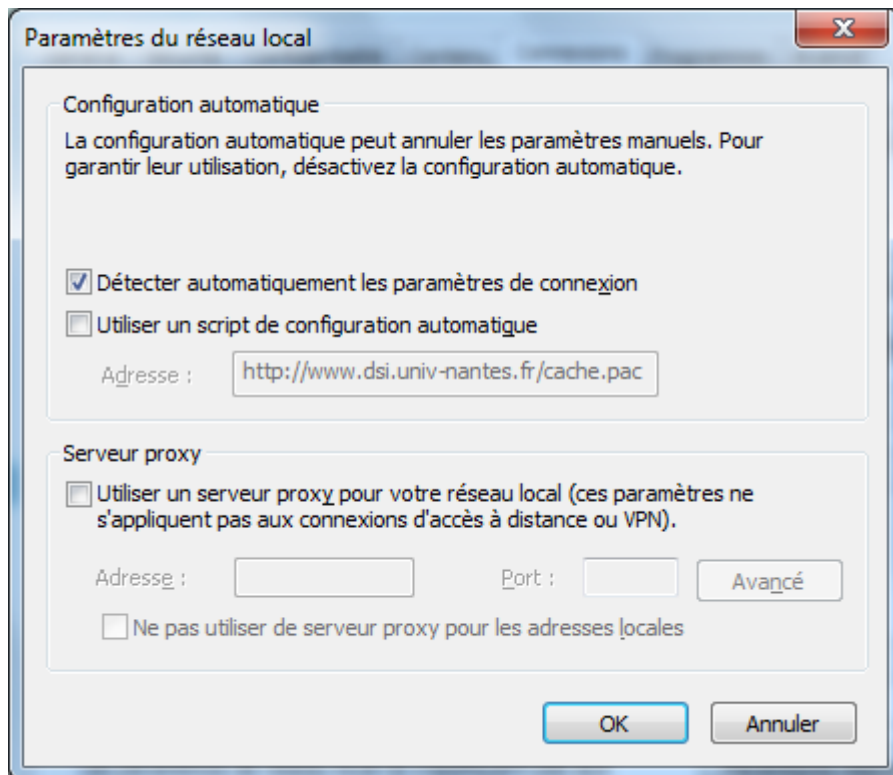 Paramètres du réseau local
Configuration automatique
La configuration automatique peut annuler les paramètres manuels. Pour
garantir leur utilisation, désactivez la configuration automatique.
Détecter automatiquement les paramètres de connexion
Utiliser un script de configuration automatique
Adresse :
http://www.dsi.univ-nantes.fr/cache.pac
Serveur proxy
Utiliser un serveur proxy pour votre réseau local (ces paramètres ne
s'appliquent pas aux connexions d'accès à distance ou VPN).
Adresse :
Port :
Avancé
Ne pas utiliser de serveur proxy pour les adresses locales
OK
Annuler